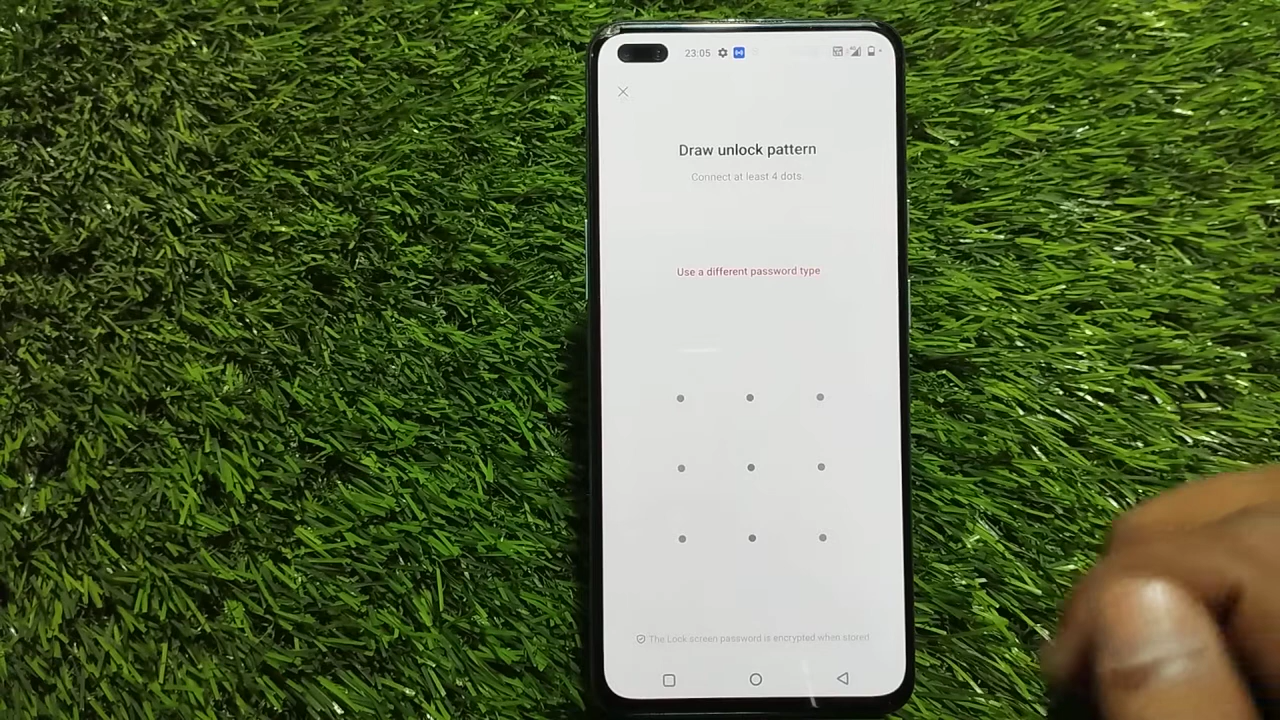 23:05
Draw unlock pattern
Connect at least 4 dots.
Use a different password type
The Lock screen password is encrypted when stored.